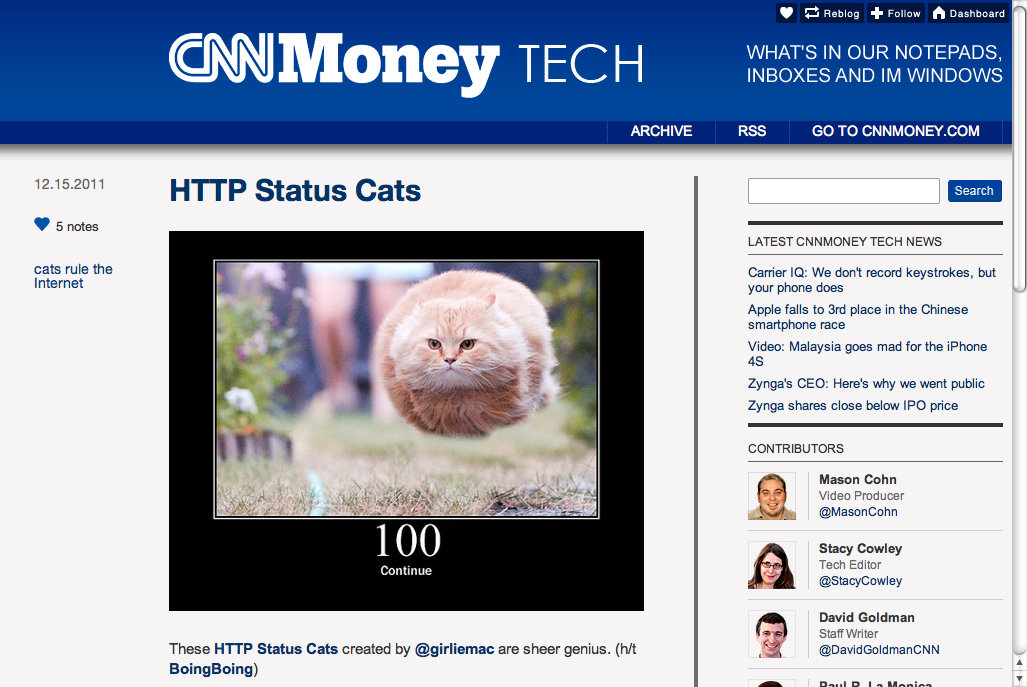 Reblog Follow Dashboard
CNNMoney TECH
WHAT'S IN OUR NOTEPADS,
INBOXES AND IM WINDOWS
ARCHIVE RSS GO TO CNNMONEY.COM
12.15.2011
5 notes
cats rule the
Internet
HTTP Status Cats
100
Continue
These HTTP Status Cats created by @girliemac are sheer genius. (h/t
BoingBoing)
Search
LATEST CNNMONEY TECH NEWS
Carrier IQ: We don't record keystrokes, but
your phone does
Apple falls to 3rd place in the Chinese
smartphone race
Video: Malaysia goes mad for the iPhone
4S
Zynga's CEO: Here's why we went public
Zynga shares close below IPO price
CONTRIBUTORS
Mason Cohn
Video Producer
@MasonCohn
Stacy Cowley
Tech Editor
@StacyCowley
David Goldman
Staff Writer
@DavidGoldmanCNN
Paul R. La Monica